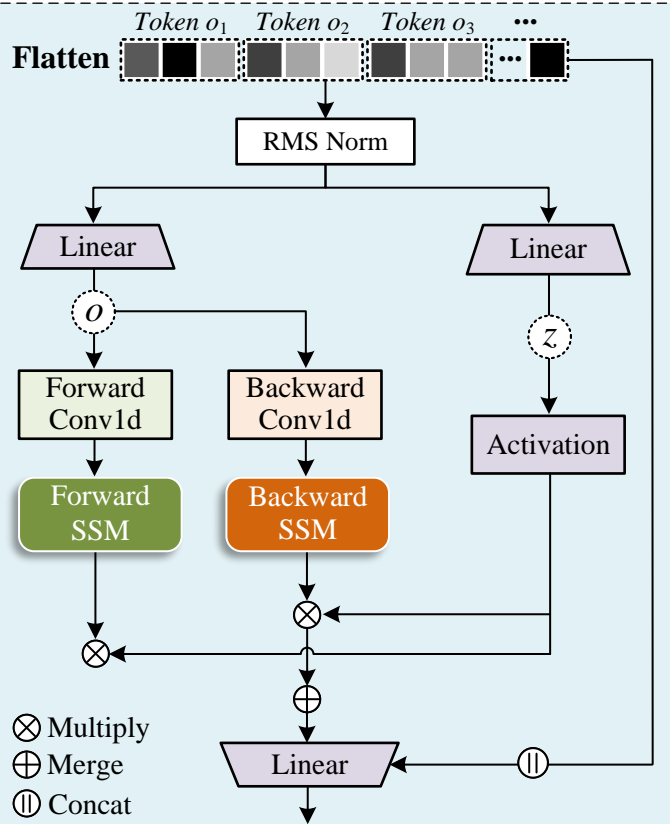 Token o1 Token o2 Token o3 ...
Flatten ...
RMS Norm
Linear Linear
o
z
Forward Conv1d
Backward Conv1d
Activation
Forward SSM
Backward SSM
Multiply
Merge
Linear
Concat